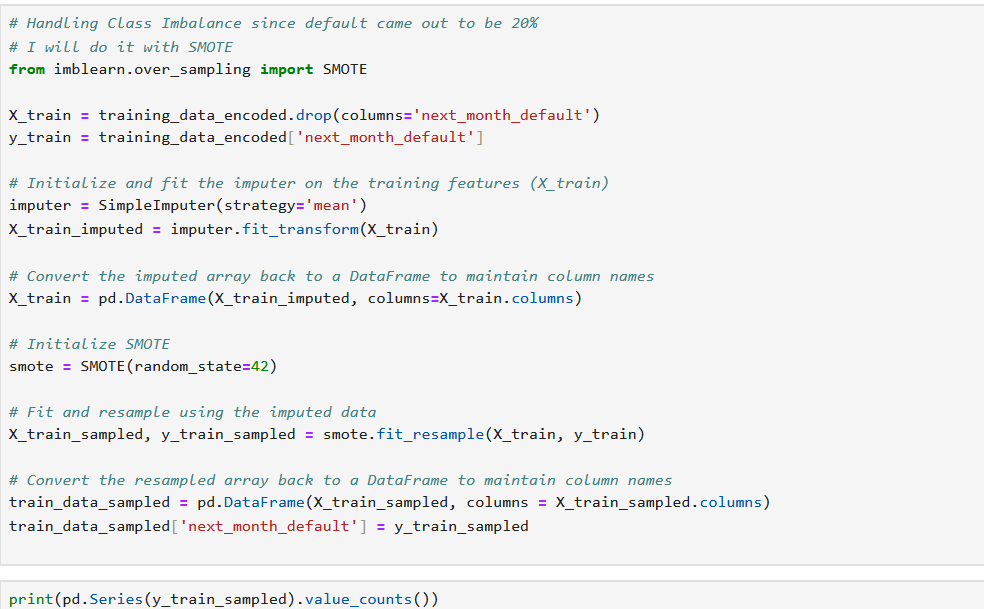 # Handling Class Imbalance since default came out to be 20%
# I will do it with SMOTE
from imblearn.over_sampling import SMOTE
X_train = training_data_encoded.drop(columns='next_month_default')
y_train = training_data_encoded['next_month_default']
# Initialize and fit the imputer on the training features (X_train)
imputer = SimpleImputer(strategy='mean')
X_train_imputed = imputer.fit_transform(X_train)
# Convert the imputed array back to a DataFrame to maintain column names
X_train = pd.DataFrame(X_train_imputed, columns=X_train.columns)
# Initialize SMOTE
smote = SMOTE(random_state=42)
# Fit and resample using the imputed data
X_train_sampled, y_train_sampled = smote.fit_resample(X_train, y_train)
# Convert the resampled array back to a DataFrame to maintain column names
train_data_sampled = pd.DataFrame(X_train_sampled, columns = X_train_sampled.columns)
train_data_sampled['next_month_default'] = y_train_sampled
print(pd.Series(y_train_sampled).value_counts())